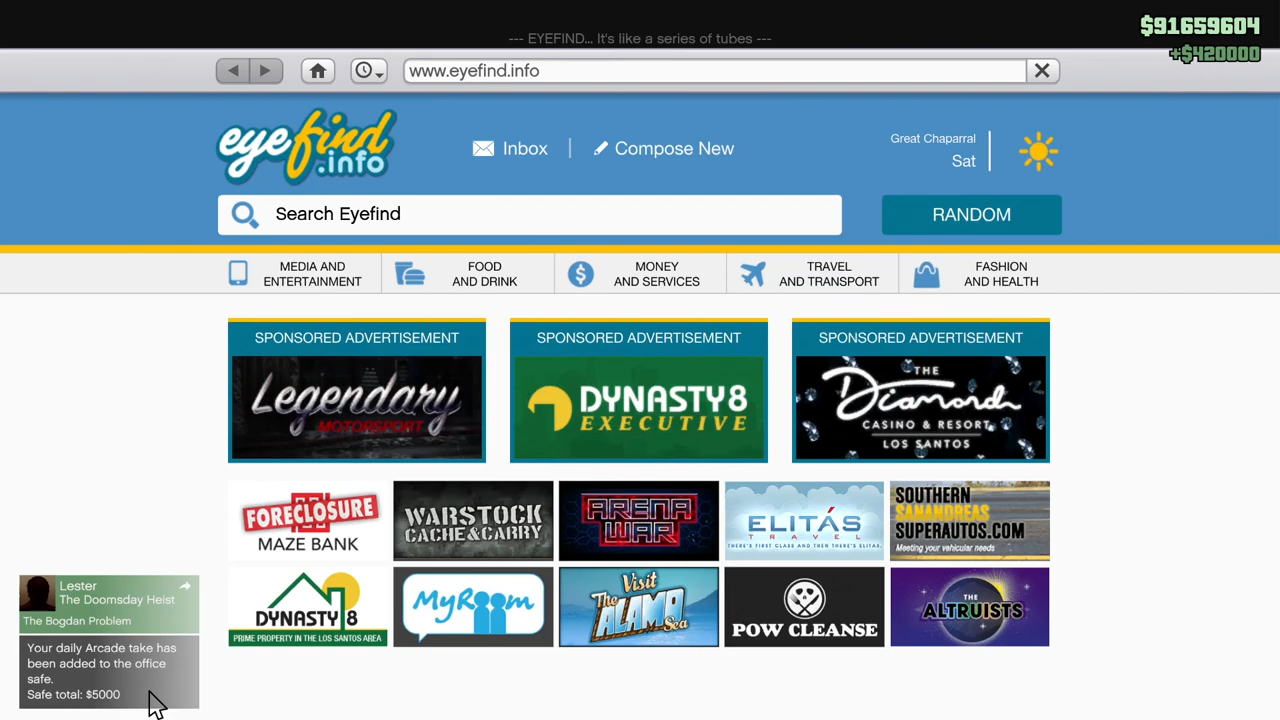 $91659604
--- EYEFIND... It's like a series of tubes ---
+$420000
www.eyefind.info
eyefind
.info
Inbox
Compose New
Great Chaparral
Sat
Search Eyefind
RANDOM
MEDIA AND
ENTERTAINMENT
FOOD
AND DRINK
MONEY
AND SERVICES
TRAVEL
AND TRANSPORT
FASHION
AND HEALTH
SPONSORED ADVERTISEMENT
Legendary
MOTORSPORT
SPONSORED ADVERTISEMENT
DYNASTY8
EXECUTIVE
SPONSORED ADVERTISEMENT
THE
Diamond
CASINO & RESORT
LOS SANTOS
FORECLOSURE
MAZE BANK
WARSTOCK
CACHE&CARRY
ARENA
WAR
ELITÁS
TRAVEL
THERE'S FIRST CLASS AND THEN THERE'S ELITAS.
SOUTHERN
SANANDREAS
SUPERAUTOS.COM
Meeting your vehicular needs
DYNASTY 8
PRIME PROPERTY IN THE LOS SANTOS AREA
MyRoom
Visit
The
ALAMO
Sea
POW CLEANSE
THE
ALTRUISTS
Lester
The Doomsday Heist
The Bogdan Problem
Your daily Arcade take has
been added to the office
safe.
Safe total: $5000